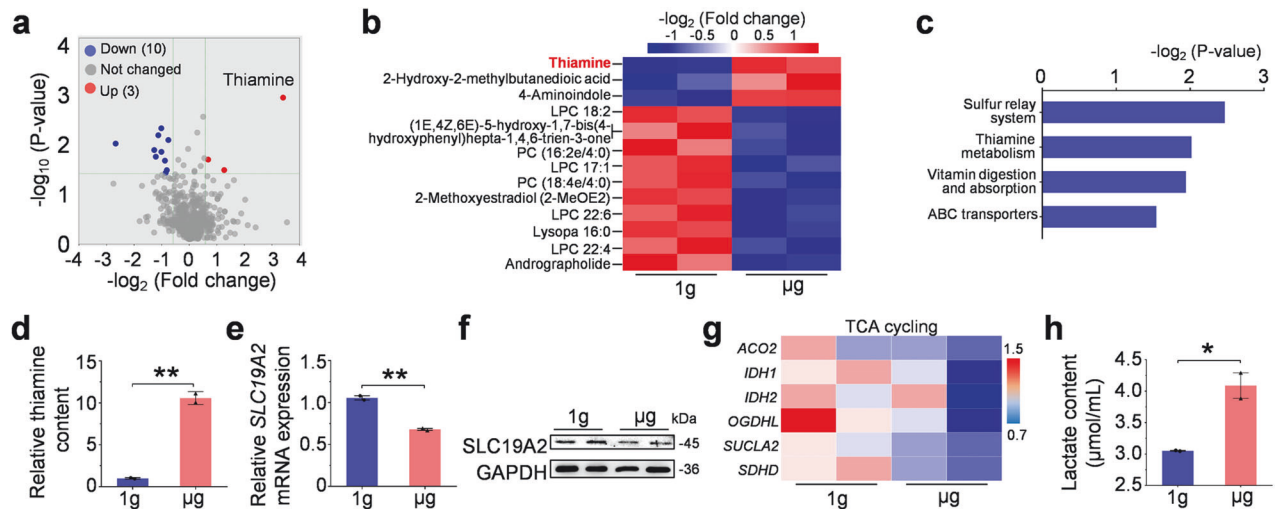 a
-log10 (P-value)
4
3
2
1
0
Down (10)
Not changed
Up (3)
Thiamine
-4 -3 -2 -1 0 1 2 3 4
-log2 (Fold change)
b
-log2 (Fold change)
-1 -0.5 0 0.5 1
Thiamine
2-Hydroxy-2-methylbutanedioic acid
4-Aminoindole
LPC 18:2
(1E,4Z,6E)-5-hydroxy-1,7-bis(4-
hydroxyphenyl)hepta-1,4,6-trien-3-one
PC (16:2e/4:0)
LPC 17:1
PC (18:4e/4:0)
2-Methoxyestradiol (2-MeOE2)
LPC 22:6
Lysopa 16:0
LPC 22:4
Andrographolide
1g µg
c
-log2 (P-value)
0 1 2 3
Sulfur relay
system
Thiamine
metabolism
Vitamin digestion
and absorption
ABC transporters
d
Relative thiamine
content
15
10
5
0
**
1g µg
e
Relative SLC19A2
mRNA expression
1.5
1.0
0.5
0
**
1g µg
f
1g µg
kDa
SLC19A2 -45
GAPDH -36
g
TCA cycling
ACO2
IDH1
IDH2
OGDHL
SUCLA2
SDHD
1g µg
1.5
0.7
h
Lactate content
(µmol/mL)
4.5
4.0
3.5
3.0
2.5
*
1g µg